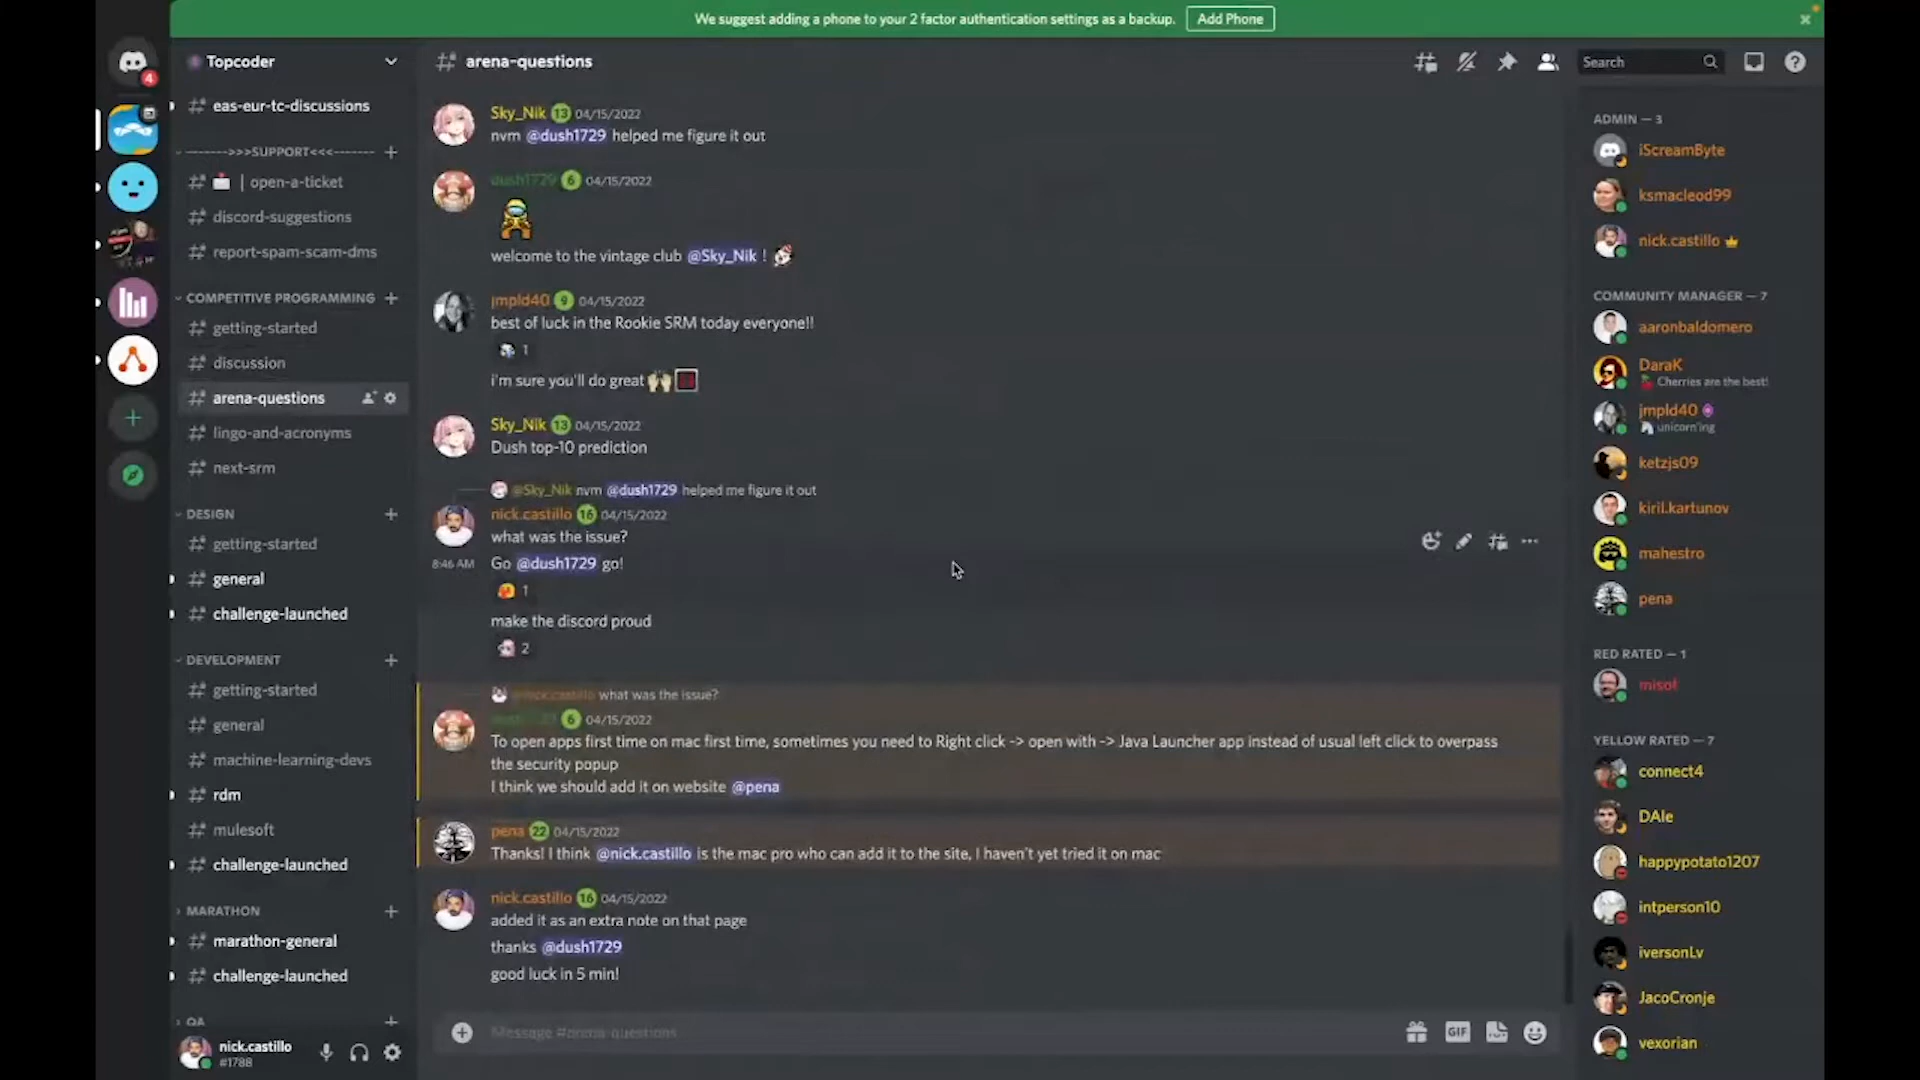 We suggest adding a phone to your 2 factor authentication settings as a backup.
Add Phone
4
Topcoder
eas-eur-tc-discussions
------->>>SUPPORT<<<-------
| open-a-ticket
discord-suggestions
report-spam-scam-dms
COMPETITIVE PROGRAMMING
getting-started
discussion
arena-questions
lingo-and-acronyms
next-srm
DESIGN
getting-started
general
challenge-launched
DEVELOPMENT
getting-started
general
machine-learning-devs
rdm
mulesoft
challenge-launched
MARATHON
marathon-general
challenge-launched
QA
nick.castillo
#1788
arena-questions
Search
Sky_Nik 13 04/15/2022
nvm @dush1729 helped me figure it out
dush1729 6 04/15/2022
welcome to the vintage club @Sky_Nik !
jmpld40 9 04/15/2022
best of luck in the Rookie SRM today everyone!!
1
i'm sure you'll do great
Sky_Nik 13 04/15/2022
Dush top-10 prediction
@Sky_Nik nvm @dush1729 helped me figure it out
nick.castillo 16 04/15/2022
what was the issue?
8:46 AM Go @dush1729 go!
1
make the discord proud
2
@nick.castillo what was the issue?
6 04/15/2022
To open apps first time on mac first time, sometimes you need to Right click -> open with -> Java Launcher app instead of usual left click to overpass
the security popup
I think we should add it on website @pena
pena 22 04/15/2022
Thanks! I think @nick.castillo is the mac pro who can add it to the site, I haven't yet tried it on mac
nick.castillo 16 04/15/2022
added it as an extra note on that page
thanks @dush1729
good luck in 5 min!
Message #arena-questions
GIF
ADMIN — 3
iScreamByte
ksmacleod99
nick.castillo
COMMUNITY MANAGER — 7
aaronbaldomero
DaraK
Cherries are the best!
jmpld40
unicorn'ing
ketzjs09
kiril.kartunov
mahestro
pena
RED RATED — 1
misof
YELLOW RATED — 7
connect4
DAle
happypotato1207
intperson10
iversonLv
JacoCronje
vexorian